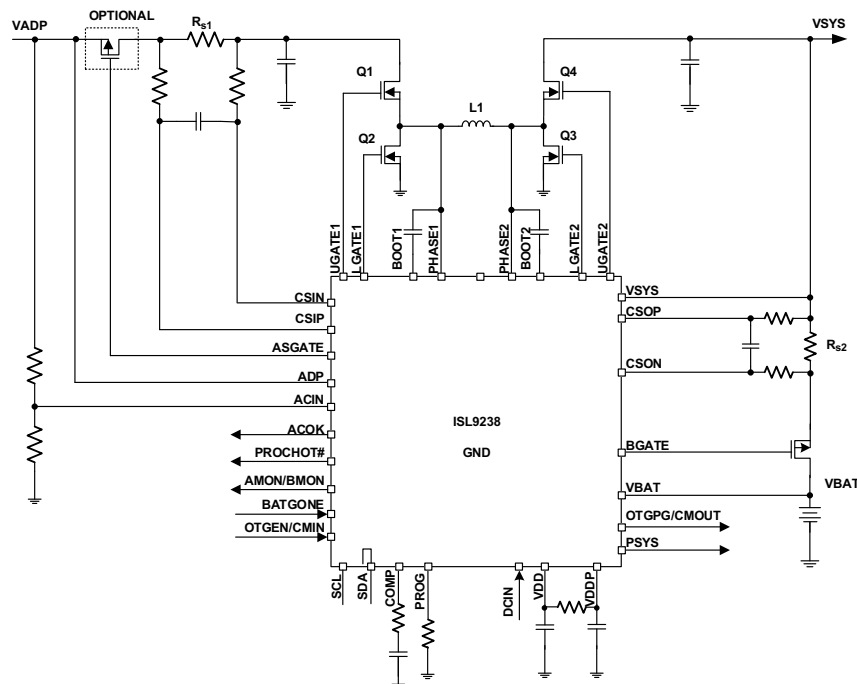 VADP
OPTIONAL
Rs1
VSYS
Q1
Q4
L1
Q2
Q3
UGATE1
LGATE1
BOOT1
PHASE1
PHASE2
BOOT2
LGATE2
UGATE2
CSIN
CSIP
ASGATE
ADP
ACIN
ACOK
PROCHOT#
AMON/BMON
BATGONE
OTGEN/CMIN
ISL9238
GND
VSYS
CSOP
Rs2
CSON
BGATE
VBAT
VBAT
OTGPG/CMOUT
PSYS
SCL
SDA
COMP
PROG
DCIN
VDD
VDDP